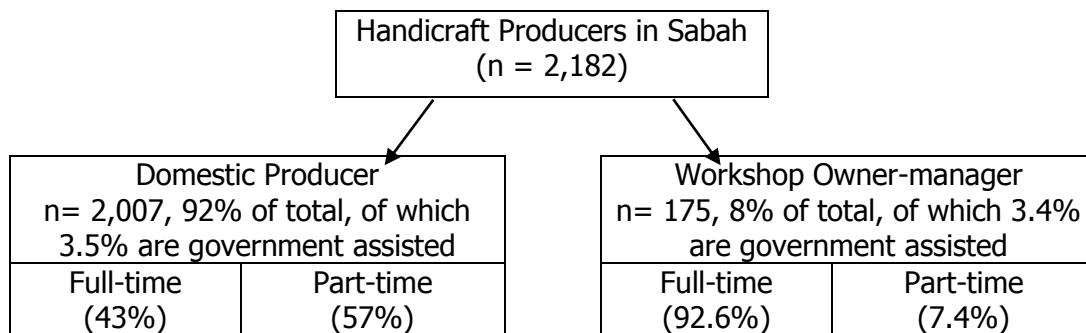 Handicraft Producers in Sabah
(n = 2,182)
Domestic Producer
n= 2,007, 92% of total, of which
3.5% are government assisted
Full-time
(43%)
Part-time
(57%)
Workshop Owner-manager
n= 175, 8% of total, of which 3.4%
are government assisted
Full-time
(92.6%)
Part-time
(7.4%)